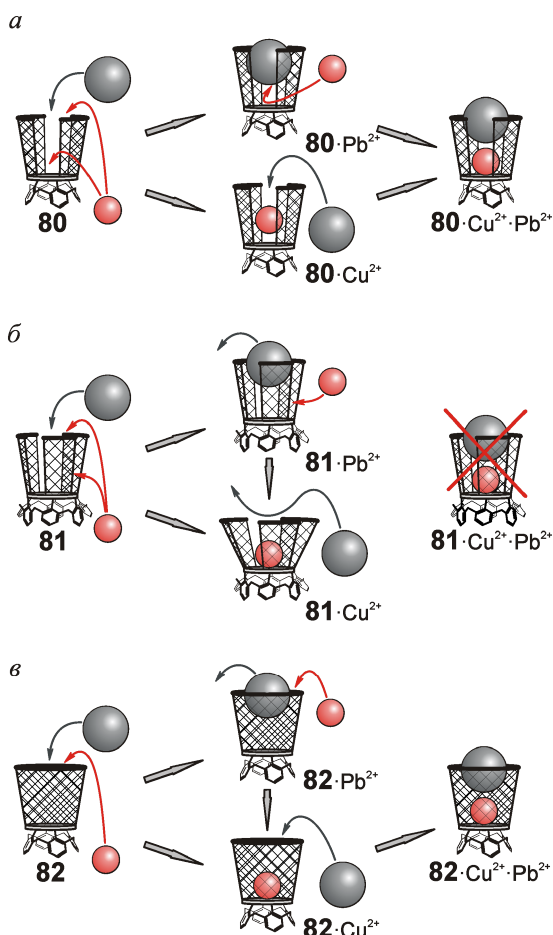 а
80
80·Pb²⁺
80·Cu²⁺
80·Cu²⁺·Pb²⁺
б
81
81·Pb²⁺
81·Cu²⁺
81·Cu²⁺·Pb²⁺
в
82
82·Pb²⁺
82·Cu²⁺
82·Cu²⁺·Pb²⁺